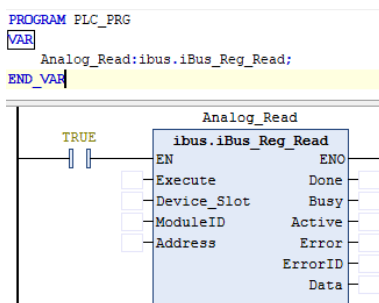 PROGRAM PLC_PRG
VAR
Analog_Read:ibus.iBus_Reg_Read;
END_VAR
Analog_Read
TRUE
ibus.iBus_Reg_Read
EN ENO
Execute Done
Device_Slot Busy
ModuleID Active
Address Error
ErrorID
Data